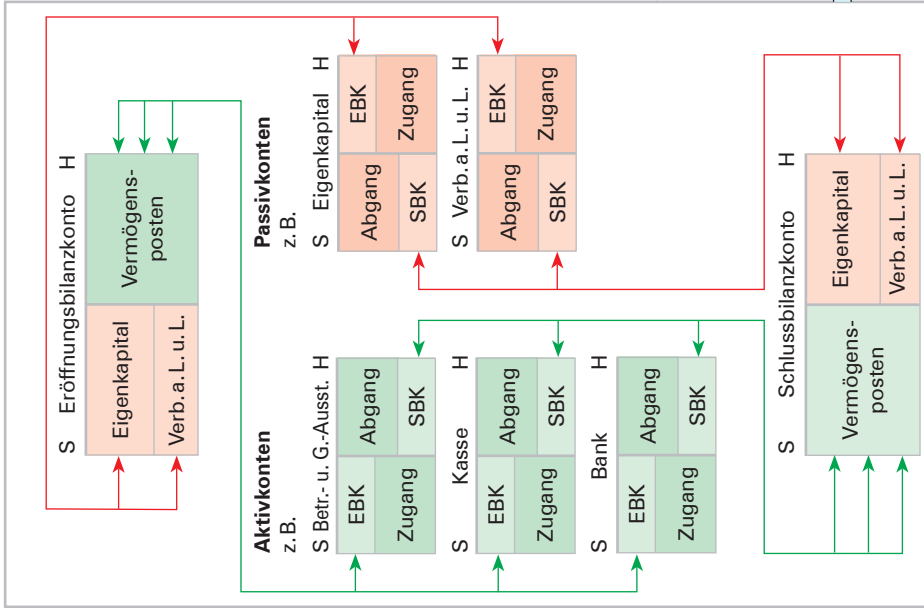 S Eröffnungsbilanzkonto H
Eigenkapital
Verb. a. L. u. L.
Vermögens-
posten
Aktivkonten
z. B.
S Betr.- u. G.-Ausst. H
EBK
Zugang
Abgang
SBK
S Kasse H
EBK
Zugang
Abgang
SBK
S Bank H
EBK
Zugang
Abgang
SBK
Passivkonten
z. B.
S Eigenkapital H
Abgang
SBK
EBK
Zugang
S Verb. a. L. u. L. H
Abgang
SBK
EBK
Zugang
S Schlussbilanzkonto H
Vermögens-
posten
Eigenkapital
Verb. a. L. u. L.